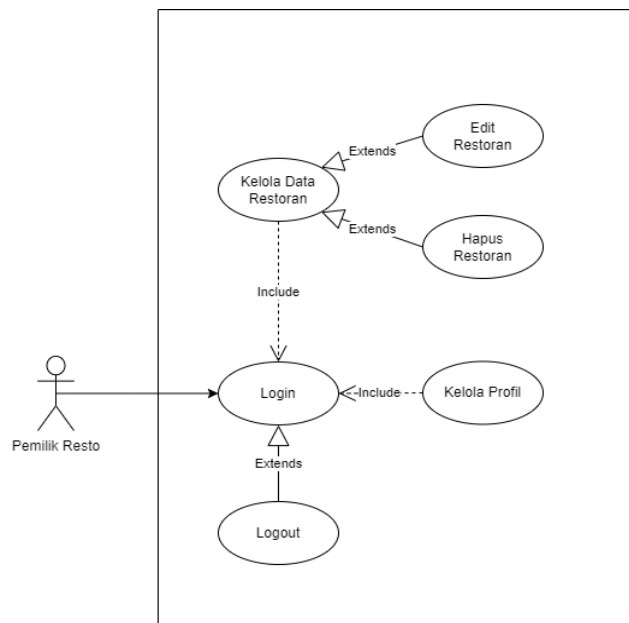 Edit
Restoran
Extends
Kelola Data
Restoran
Extends
Hapus
Restoran
Include
Login
Include
Kelola Profil
Pemilik Resto
Extends
Logout